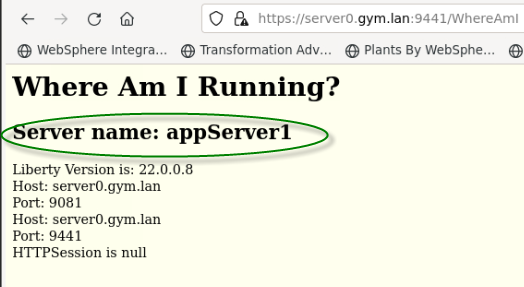 https://server0.gym.lan:9441/WhereAmI
WebSphere Integra... Transformation Adv... Plants By WebSphe...
Where Am I Running?
Server name: appServer1
Liberty Version is: 22.0.0.8
Host: server0.gym.lan
Port: 9081
Host: server0.gym.lan
Port: 9441
HTTPSession is null